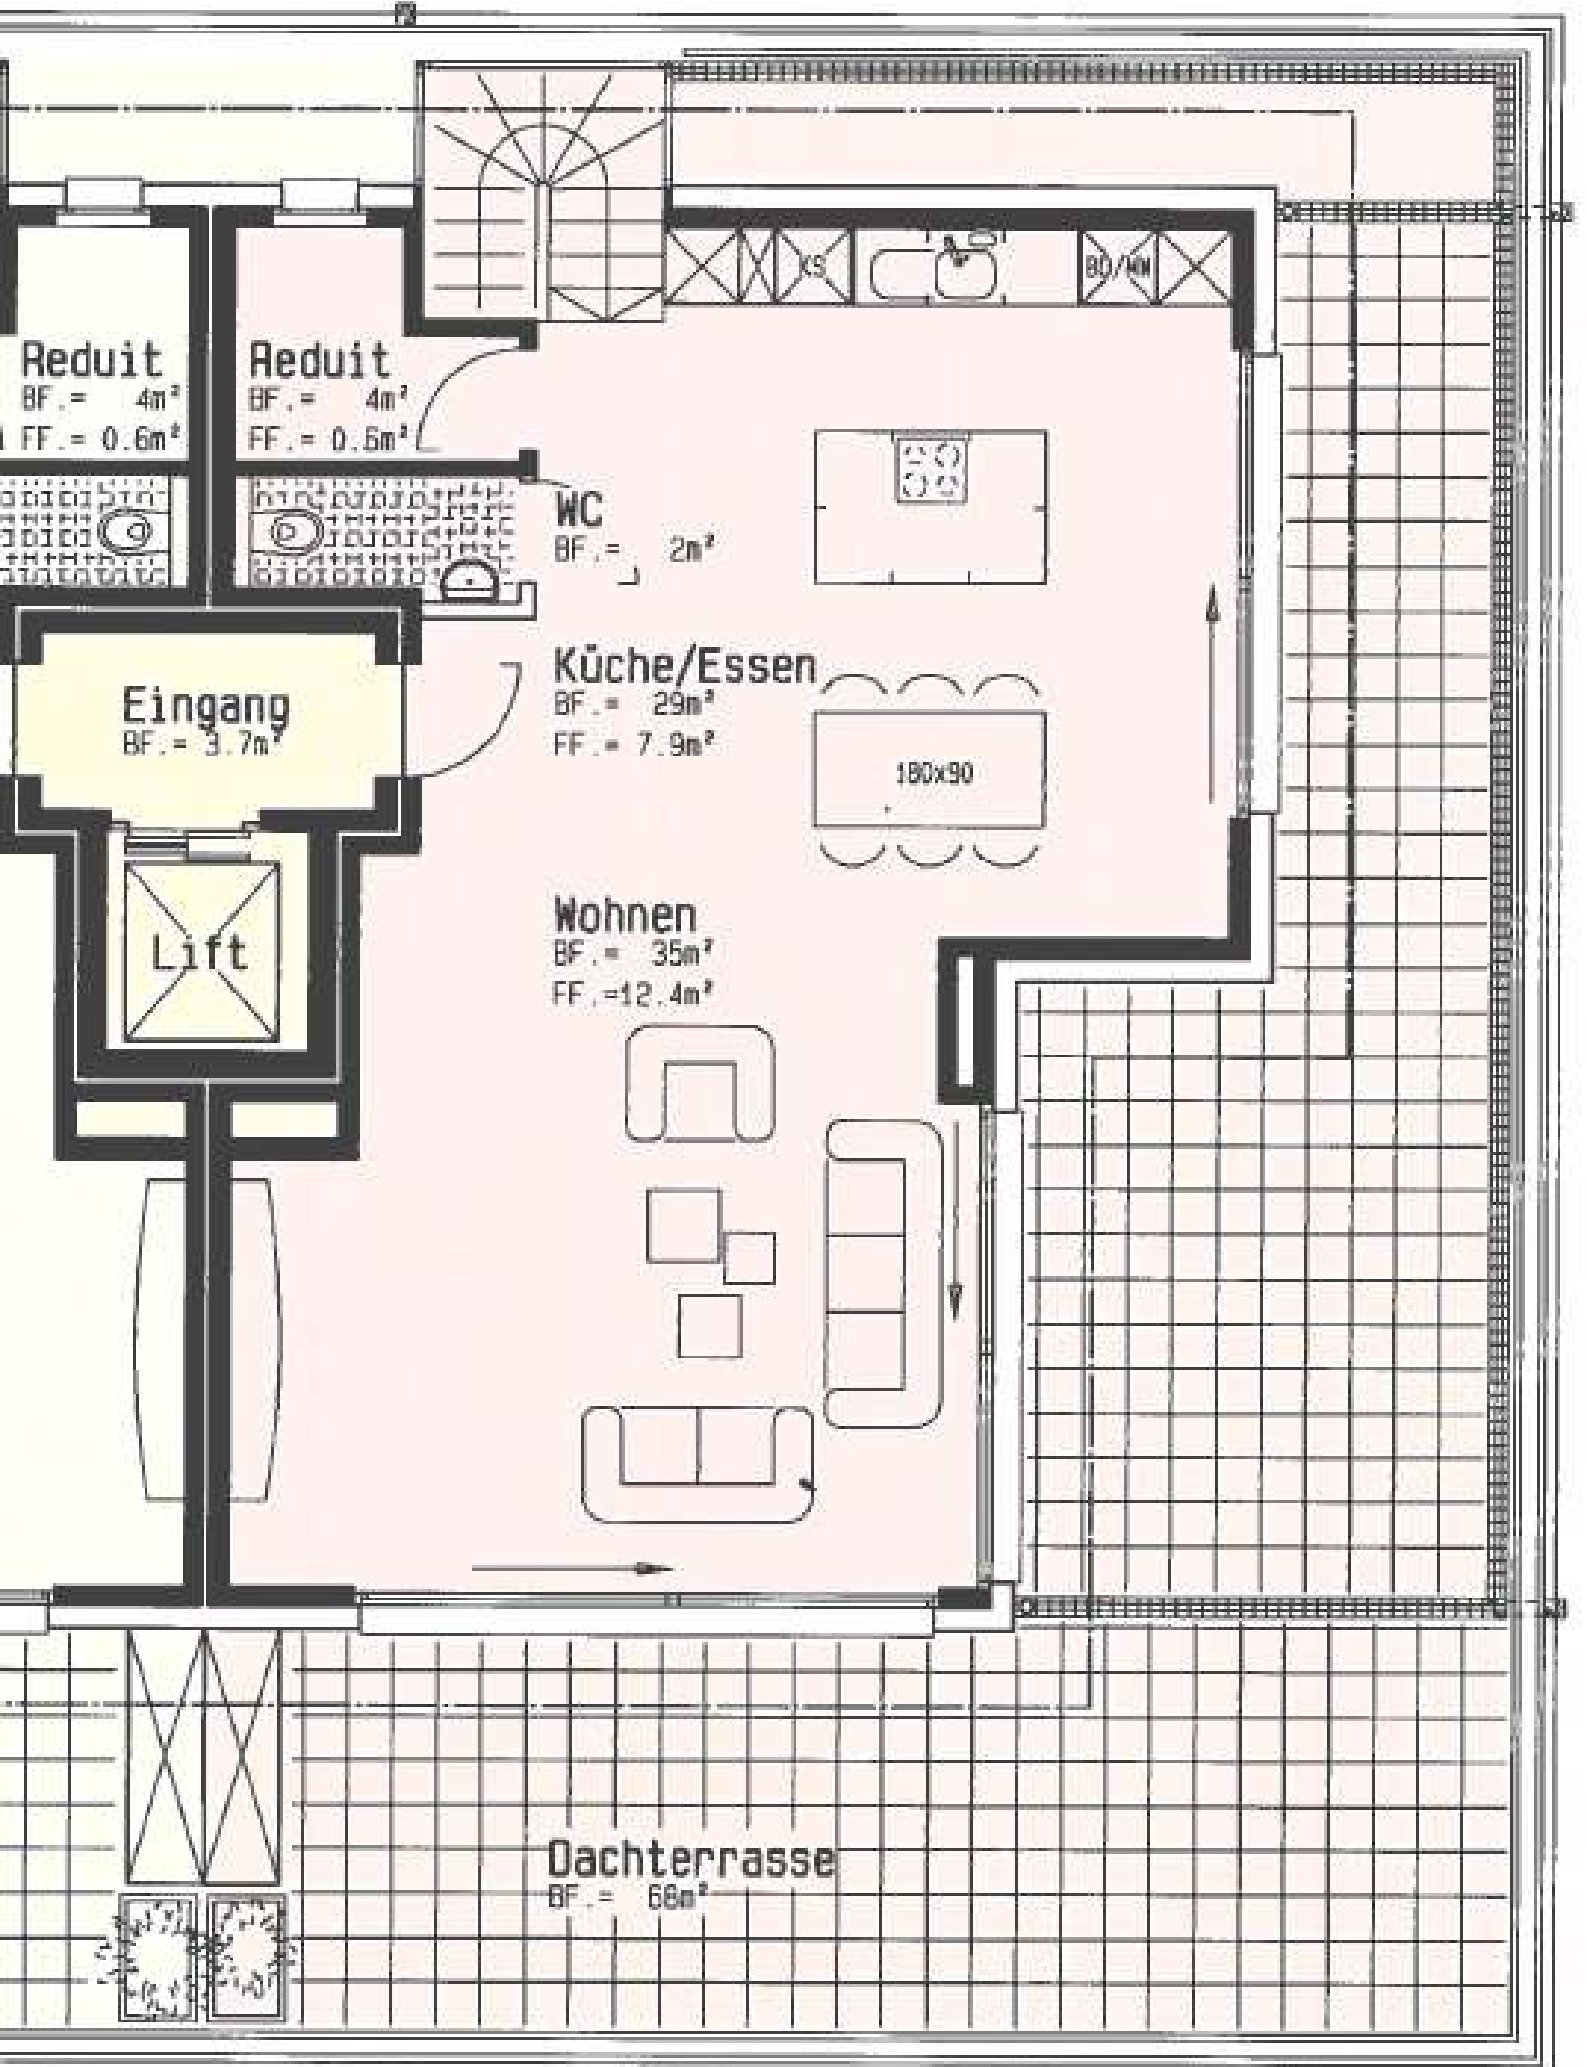 KS
BO/MW
Reduit
BF.= 4m²
FF.= 0.6m²
Reduit
BF.= 4m²
FF.= 0.6m²
WC
BF.= 2m²
Küche/Essen
BF.= 29m²
FF.= 7.9m²
Eingang
BF.= 3.7m²
180x90
Wohnen
BF.= 35m²
FF.=12.4m²
Lift
Dachterrasse
BF.= 68m²